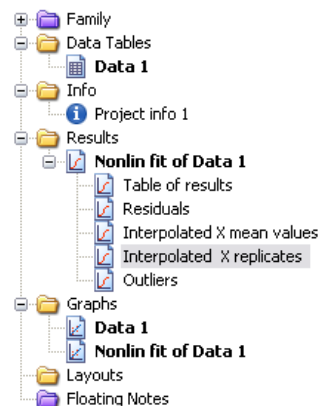 Family
Data Tables
Data 1
Info
Project info 1
Results
Nonlin fit of Data 1
Table of results
Residuals
Interpolated X mean values
Interpolated  X replicates
Outliers
Graphs
Data 1
Nonlin fit of Data 1
Layouts
Floating Notes